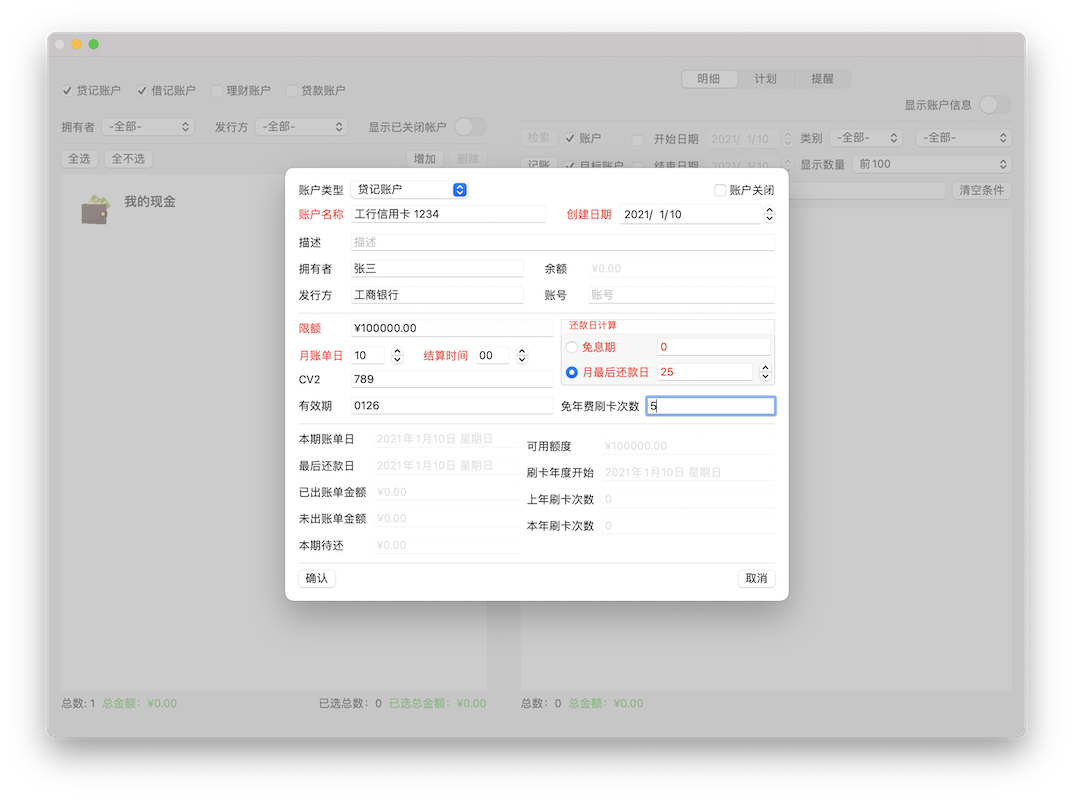 明细 计划 提醒
贷记账户 借记账户 理财账户 贷款账户
显示账户信息
拥有者 -全部- 发行方 -全部- 显示已关闭帐户
检索 账户 开始日期 2021/ 1/10 类别 -全部- -全部-
全选 全不选 增加 删除
记账 目标账户 结束日期 2021/ 1/10 显示数量 前100
清空条件
我的现金
账户类型 贷记账户 账户关闭
账户名称 工行信用卡 1234 创建日期 2021/ 1/10
描述 描述
拥有者 张三 余额 ¥0.00
发行方 工商银行 账号 账号
限额 ¥100000.00 还款日计算
月账单日 10 结算时间 00 免息期 0
CV2 789 月最后还款日 25
有效期 0126 免年费刷卡次数 5
本期账单日 2021年1月10日 星期日 可用额度 ¥100000.00
最后还款日 2021年1月10日 星期日 刷卡年度开始 2021年1月10日 星期日
已出账单金额 ¥0.00 上年刷卡次数 0
未出账单金额 ¥0.00 本年刷卡次数 0
本期待还 ¥0.00
确认 取消
总数: 1 总金额: ¥0.00 已选总数: 0 已选总金额: ¥0.00 总数: 0 总金额: ¥0.00